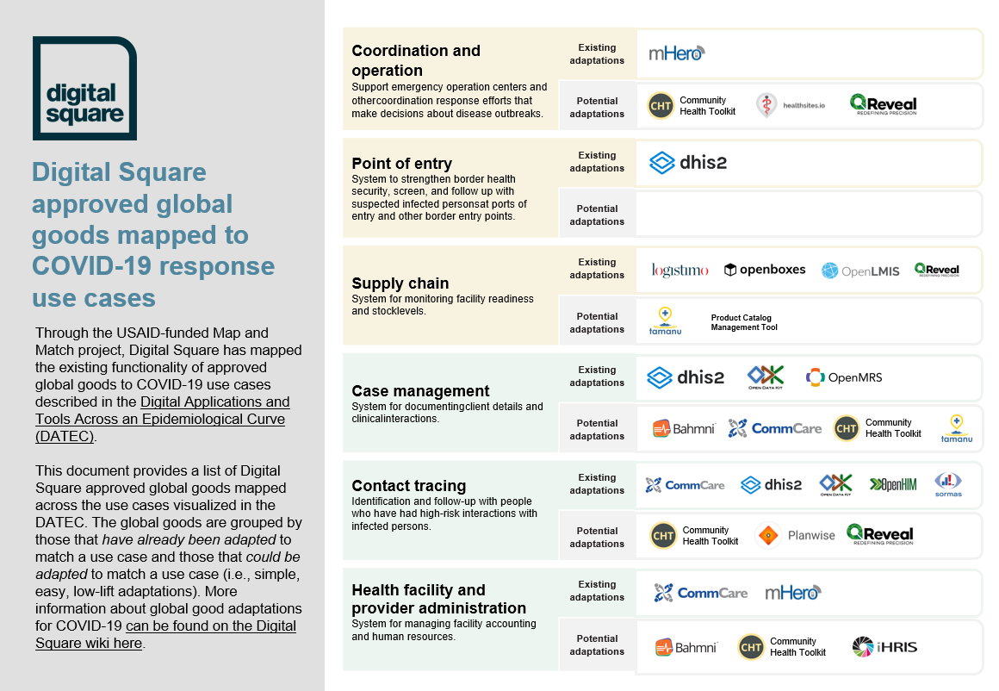 digital
square
Digital Square
approved global
goods mapped to
COVID-19 response
use cases
Through the USAID-funded Map and
Match project, Digital Square has mapped
the existing functionality of approved
global goods to COVID-19 use cases
described in the Digital Applications and
Tools Across an Epidemiological Curve
(DATEC).
This document provides a list of Digital
Square approved global goods mapped
across the use cases visualized in the
DATEC. The global goods are grouped by
those that have already been adapted to
match a use case and those that could be
adapted to match a use case (i.e., simple,
easy, low-lift adaptations). More
information about global good adaptations
for COVID-19 can be found on the Digital
Square wiki here.
Coordination and
operation
Support emergency operation centers and
othercoordination response efforts that
make decisions about disease outbreaks.
Existing
adaptations
mHero
Potential
adaptations
CHT
Community
Health Toolkit
healthsites.io
Reveal
REDEFINING PRECISION
Point of entry
System to strengthen border health
security, screen, and follow up with
suspected infected personsat ports of
entry and other border entry points.
Existing
adaptations
dhis2
Potential
adaptations
Supply chain
System for monitoring facility readiness
and stocklevels.
Existing
adaptations
logistimo
openboxes
OpenLMIS
Reveal
REDEFINING PRECISION
Potential
adaptations
tamanu
Product Catalog
Management Tool
Case management
System for documentingclient details and
clinicalinteractions.
Existing
adaptations
dhis2
OPEN DATA KIT
OpenMRS
Potential
adaptations
Bahmni
CommCare
CHT
Community
Health Toolkit
tamanu
Contact tracing
Identification and follow-up with people
who have had high-risk interactions with
infected persons.
Existing
adaptations
CommCare
dhis2
OPEN DATA KIT
OpenHIM
sormas
Potential
adaptations
CHT
Community
Health Toolkit
Planwise
Reveal
REDEFINING PRECISION
Health facility and
provider administration
System for managing facility accounting
and human resources.
Existing
adaptations
CommCare
mHero
Potential
adaptations
Bahmni
CHT
Community
Health Toolkit
iHRIS